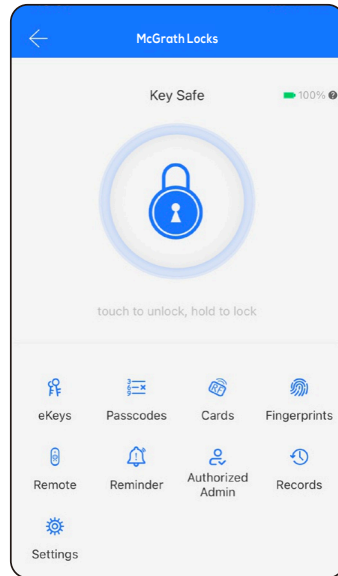 McGrath Locks
Key Safe
100%
touch to unlock, hold to lock
eKeys Passcodes Cards Fingerprints
Remote Reminder Authorized Admin Records
Settings